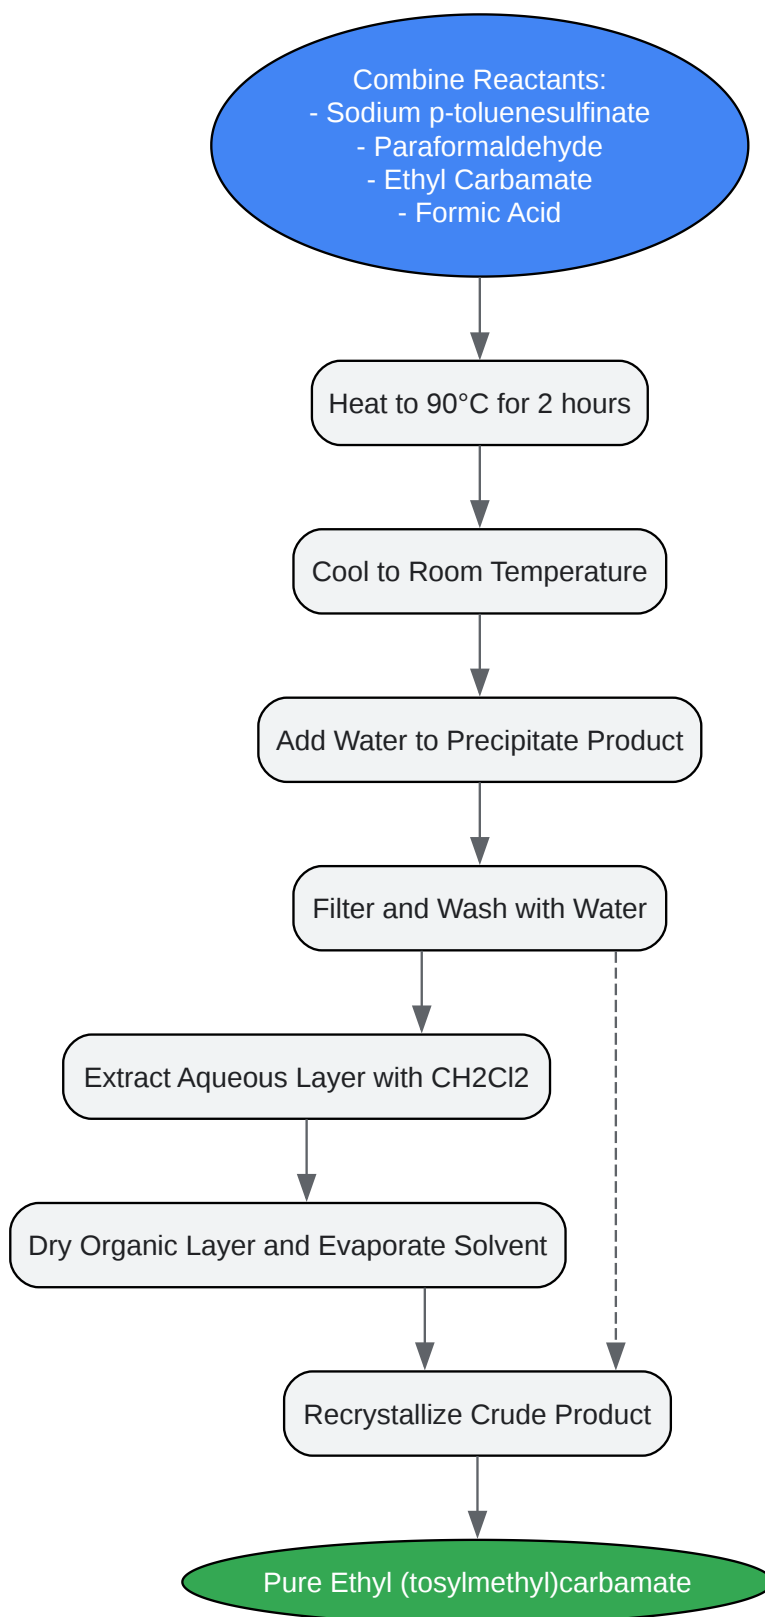 Combine Reactants:
- Sodium p-toluenesulfinate
- Paraformaldehyde
- Ethyl Carbamate
- Formic Acid
Heat to 90°C for 2 hours
Cool to Room Temperature
Add Water to Precipitate Product
Filter and Wash with Water
Extract Aqueous Layer with CH2Cl2
Dry Organic Layer and Evaporate Solvent
Recrystallize Crude Product
Pure Ethyl (tosylmethyl)carbamate